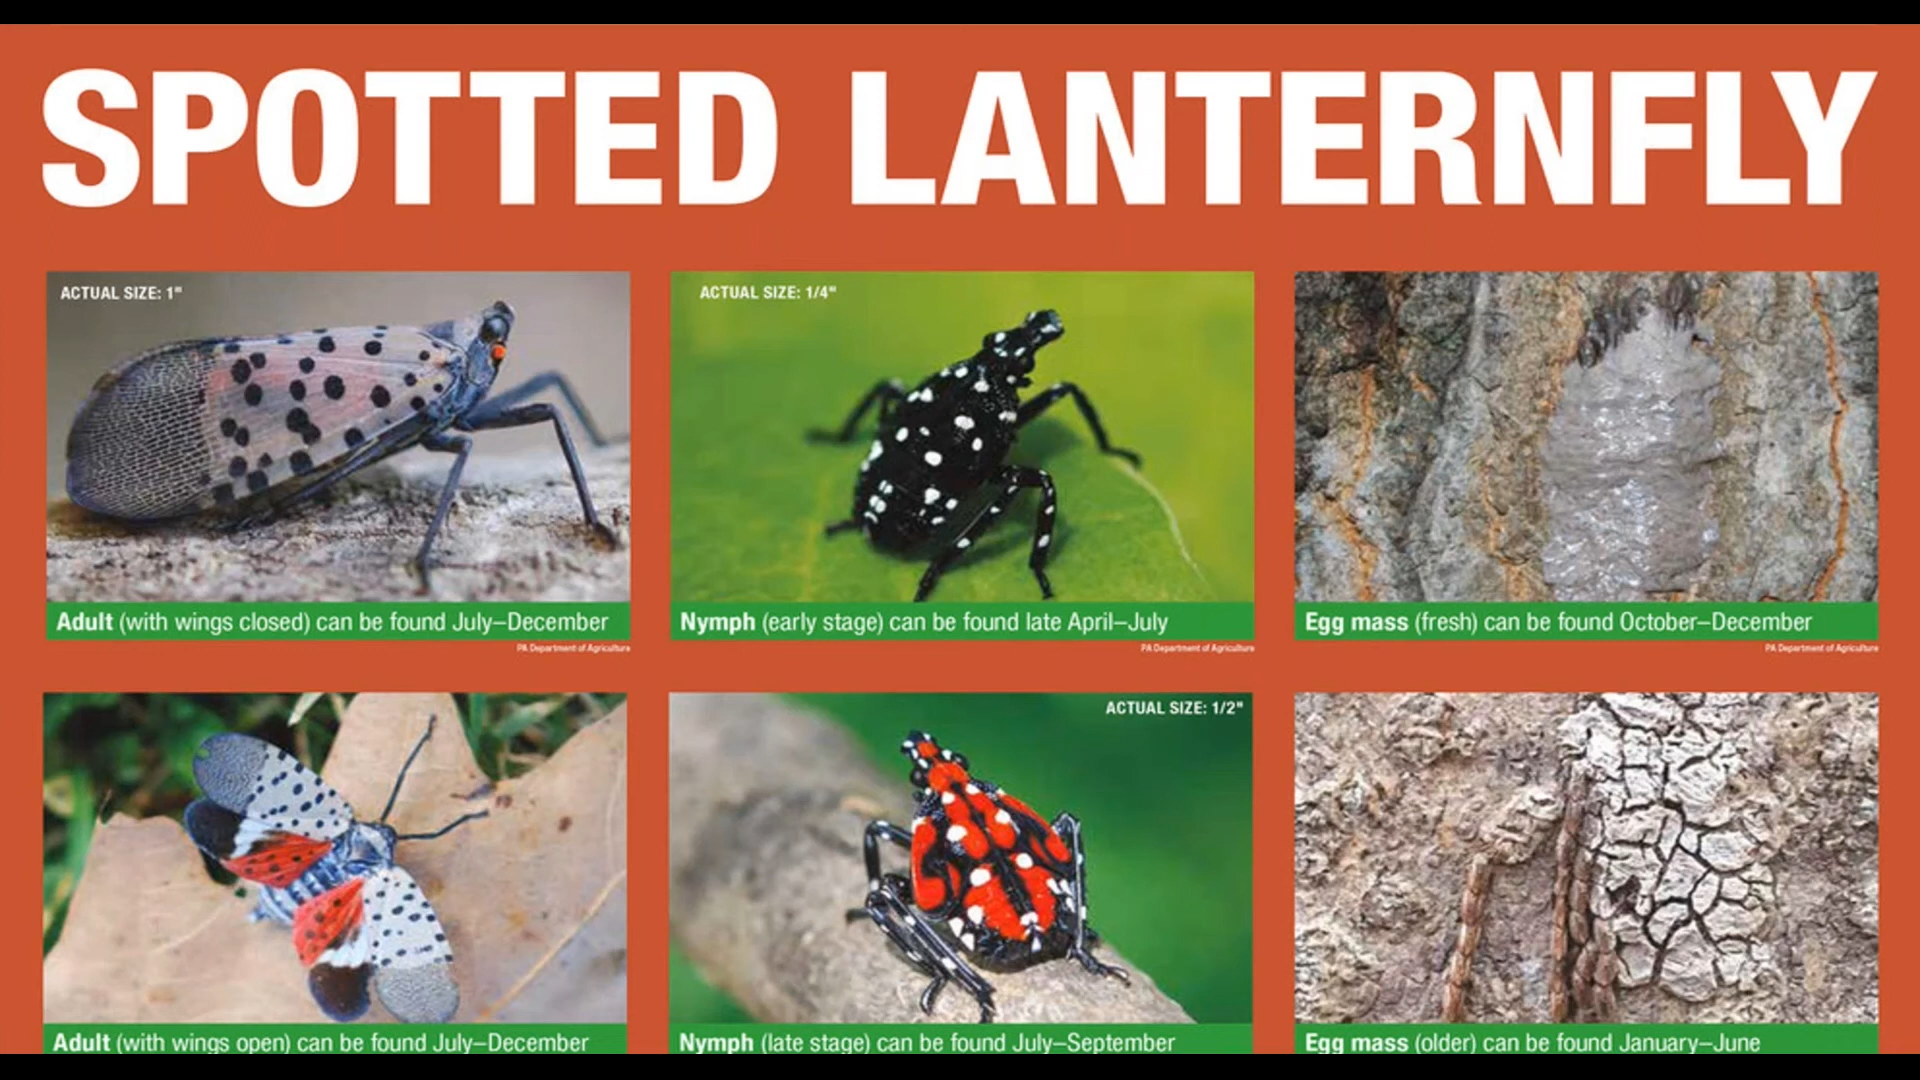 SPOTTED LANTERNFLY
ACTUAL SIZE: 1"
ACTUAL SIZE: 1/4"
Adult (with wings closed) can be found July–December
Nymph (early stage) can be found late April–July
Egg mass (fresh) can be found October–December
PA Department of Agriculture
PA Department of Agriculture
PA Department of Agriculture
ACTUAL SIZE: 1/2"
Adult (with wings open) can be found July–December
Nymph (late stage) can be found July–September
Egg mass (older) can be found January–June